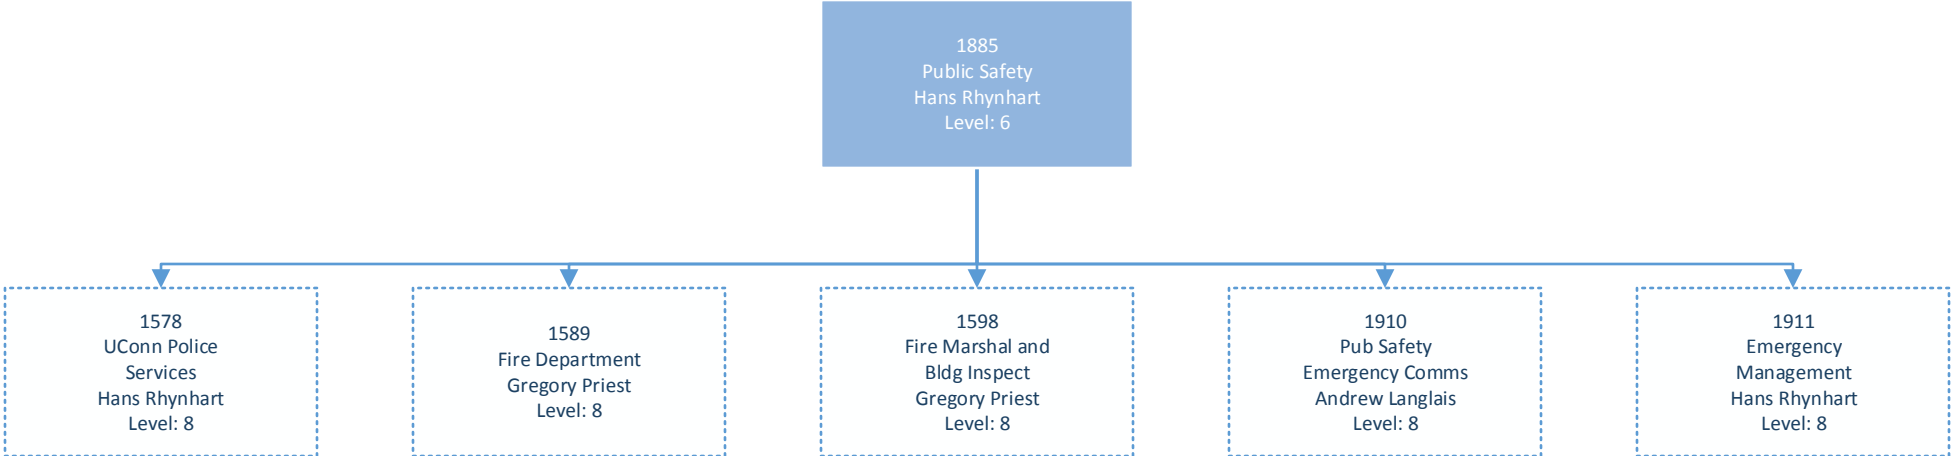 1885
Public Safety
Hans Rhynhart
Level: 6
1578
UConn Police
Services
Hans Rhynhart
Level: 8
1589
Fire Department
Gregory Priest
Level: 8
1598
Fire Marshal and
Bldg Inspect
Gregory Priest
Level: 8
1910
Pub Safety
Emergency Comms
Andrew Langlais
Level: 8
1911
Emergency
Management
Hans Rhynhart
Level: 8